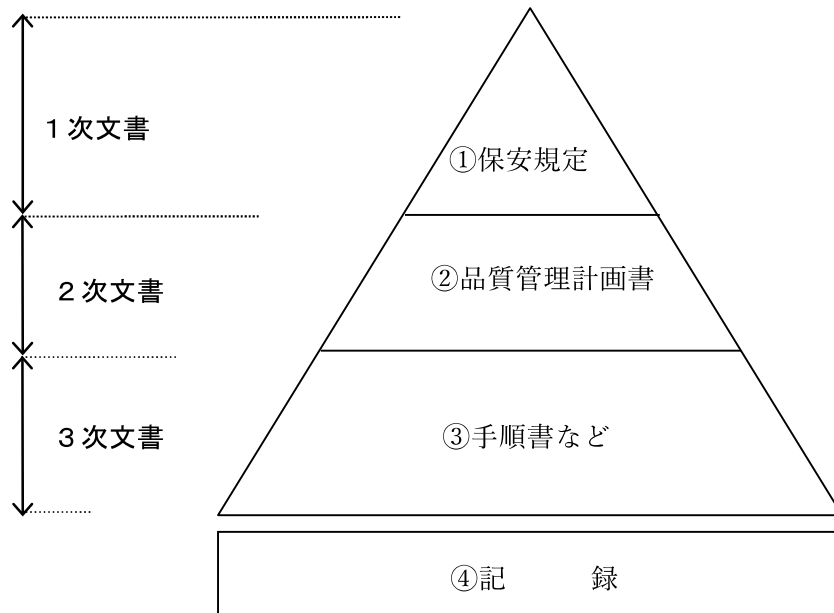 1次文書
①保安規定
2次文書
②品質管理計画書
3次文書
③手順書など
④記　　　録